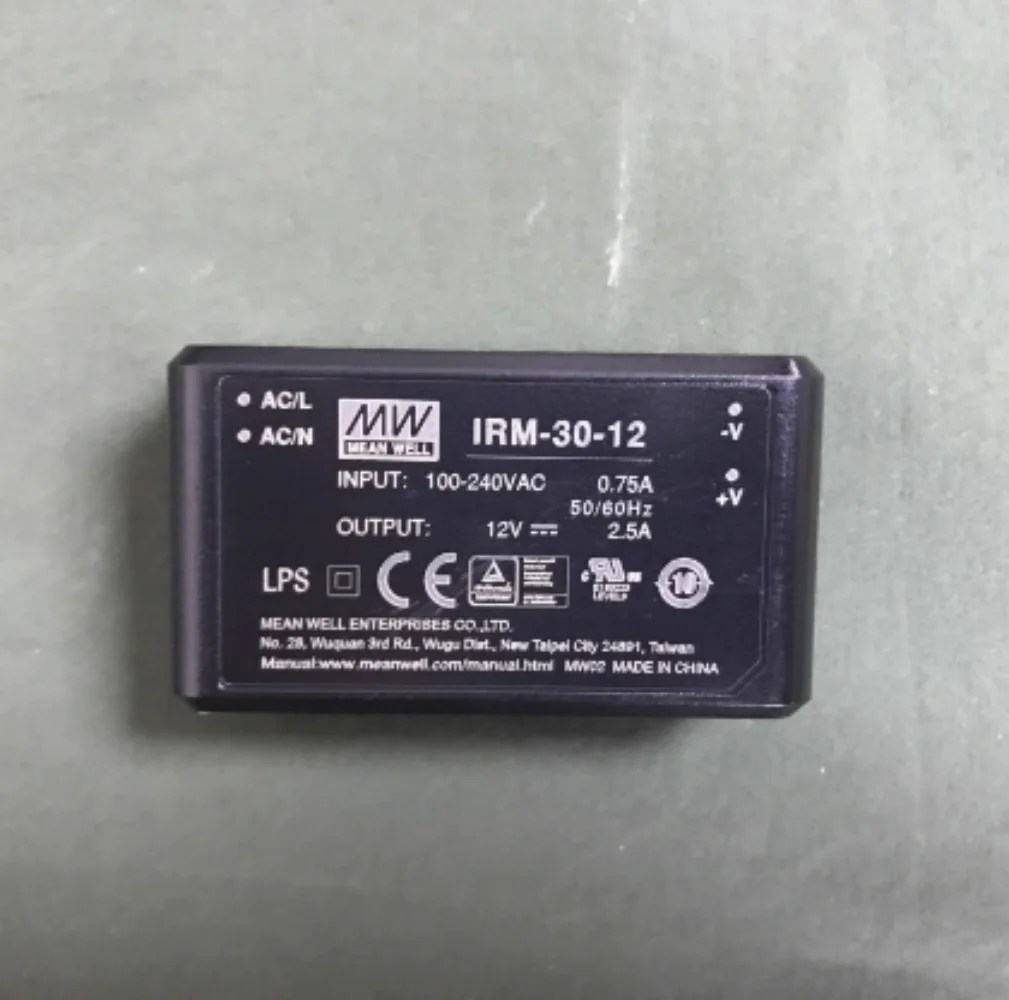 AC/L
AC/N
MW
MEAN WELL
IRM-30-12
-V
+V
INPUT: 100-240VAC 0.75A
50/60Hz
OUTPUT: 12V 2.5A
LPS CE 10
MEAN WELL ENTERPRISES CO.,LTD.
No. 28, Wuquan 3rd Rd., Wugu Dist., New Taipei City 24891, Taiwan
Manual:www.meanwell.com/manual.html MW02 MADE IN CHINA